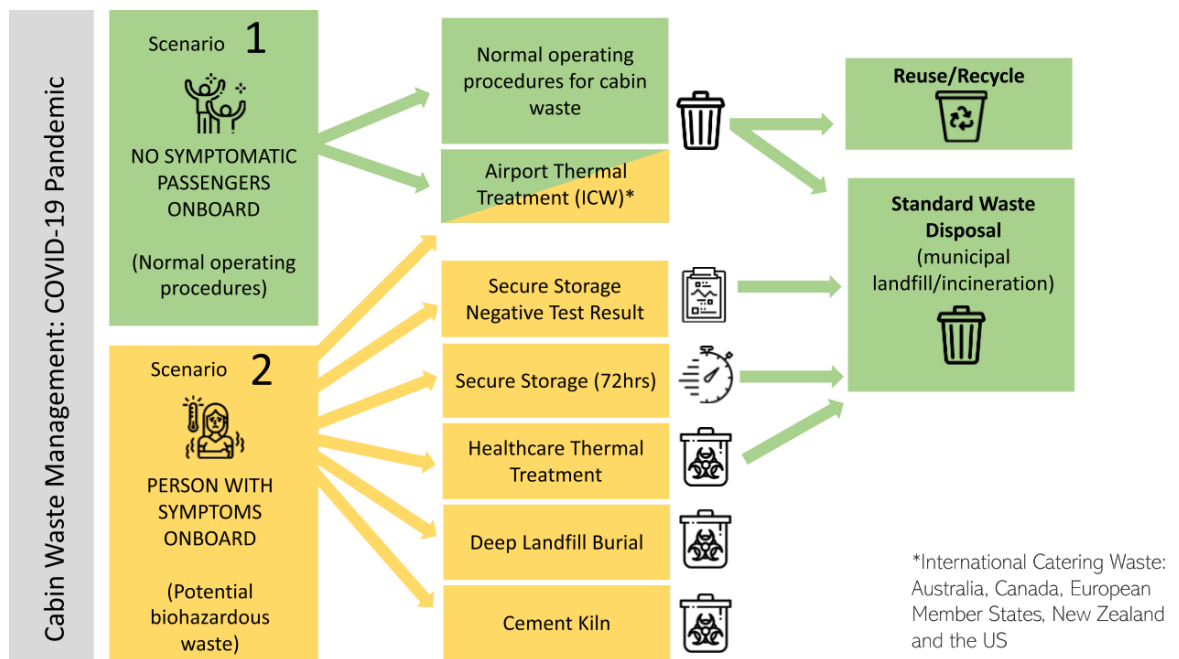 Cabin Waste Management: COVID-19 Pandemic
Scenario 1
NO SYMPTOMATIC
PASSENGERS
ONBOARD
(Normal operating
procedures)
Scenario 2
PERSON WITH
SYMPTOMS
ONBOARD
(Potential
biohazardous
waste)
Normal operating
procedures for cabin
waste
Airport Thermal
Treatment (ICW)*
Secure Storage
Negative Test Result
Secure Storage (72hrs)
Healthcare Thermal
Treatment
Deep Landfill Burial
Cement Kiln
Reuse/Recycle
Standard Waste
Disposal
(municipal
landfill/incineration)
*International Catering Waste:
Australia, Canada, European
Member States, New Zealand
and the US